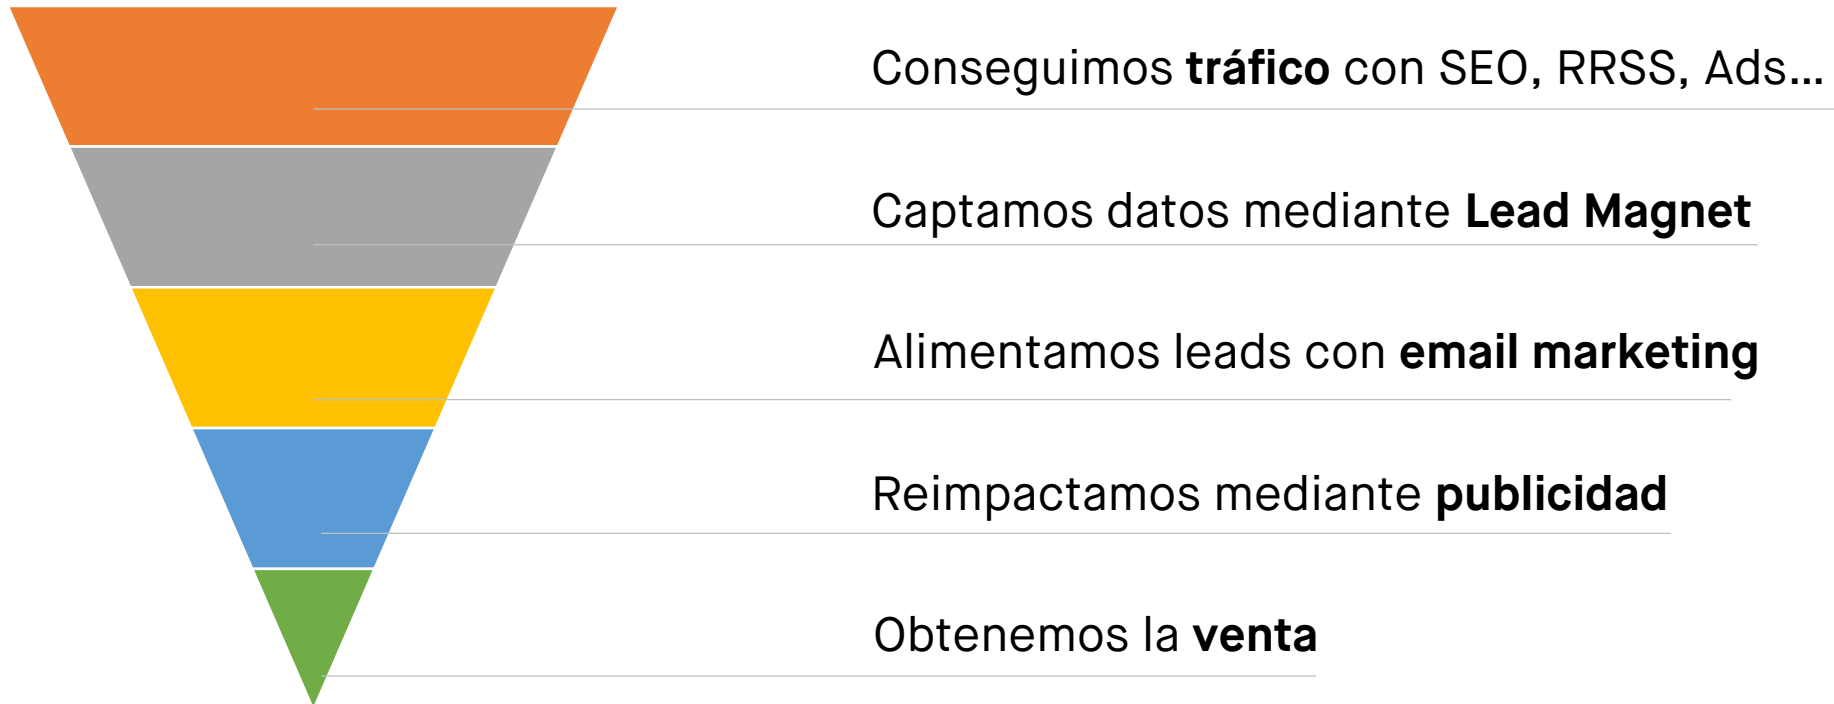 Conseguimos tráfico con SEO, RRSS, Ads...
Captamos datos mediante Lead Magnet
Alimentamos leads con email marketing
Reimpactamos mediante publicidad
Obtenemos la venta